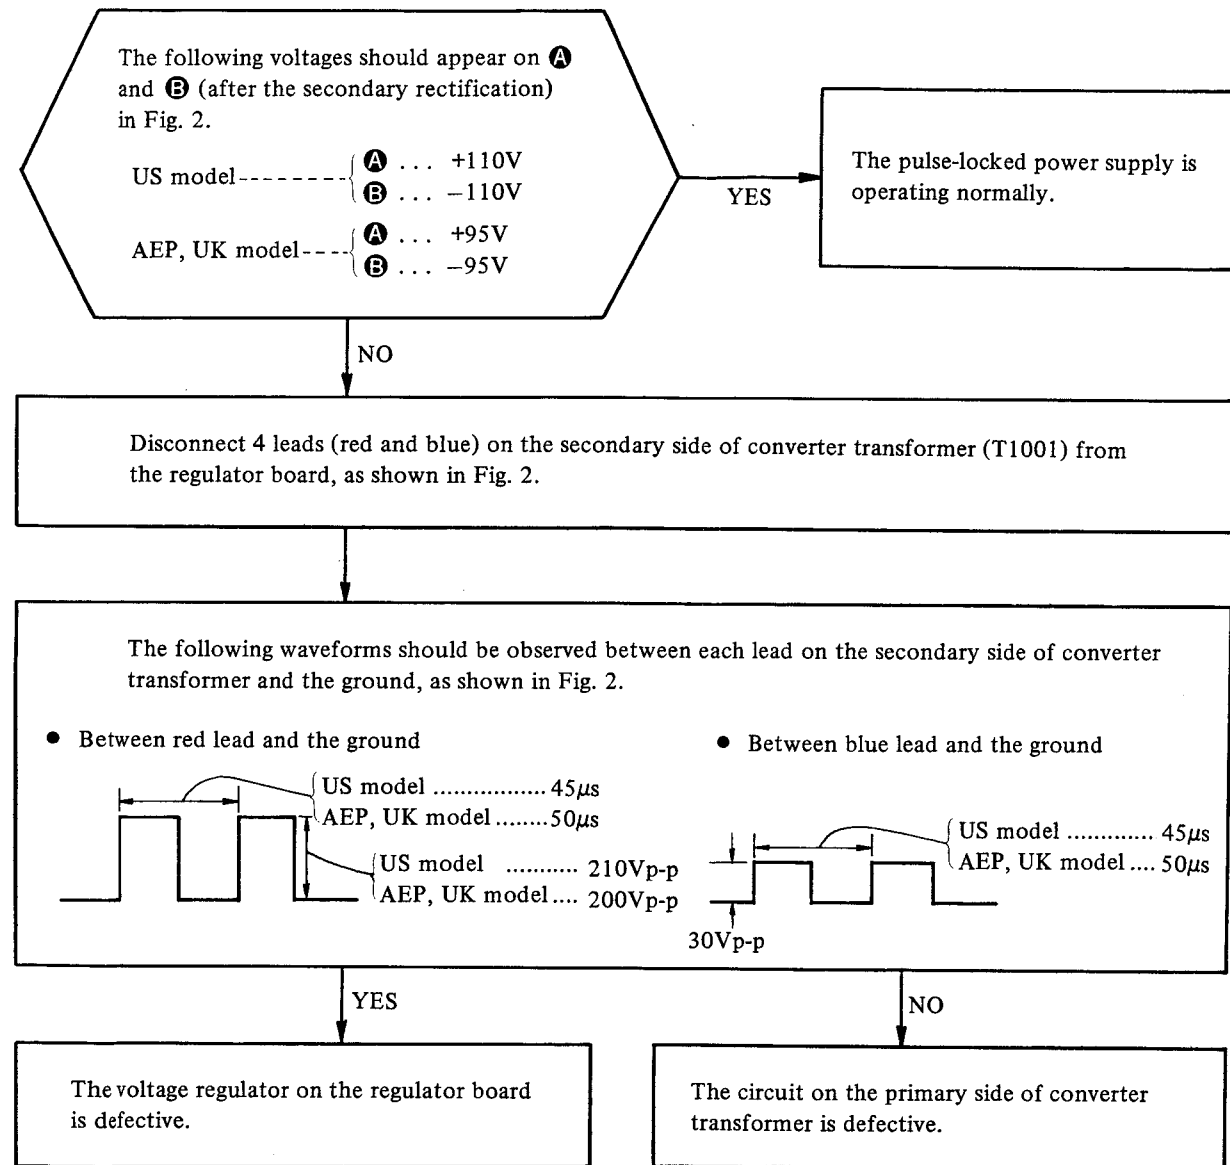 The following voltages should appear on Ⓐ
and Ⓑ (after the secondary rectification)
in Fig. 2.
US model-------- Ⓐ ... +110V
Ⓑ ... −110V
AEP, UK model---- Ⓐ ... +95V
Ⓑ ... −95V
YES
The pulse-locked power supply is
operating normally.
NO
Disconnect 4 leads (red and blue) on the secondary side of converter transformer (T1001) from
the regulator board, as shown in Fig. 2.
The following waveforms should be observed between each lead on the secondary side of converter
transformer and the ground, as shown in Fig. 2.
• Between red lead and the ground
US model .................. 45μs
AEP, UK model ........ 50μs
US model ........... 210Vp-p
AEP, UK model .... 200Vp-p
• Between blue lead and the ground
US model ............. 45μs
AEP, UK model .... 50μs
30Vp-p
YES
NO
The voltage regulator on the regulator board
is defective.
The circuit on the primary side of converter
transformer is defective.